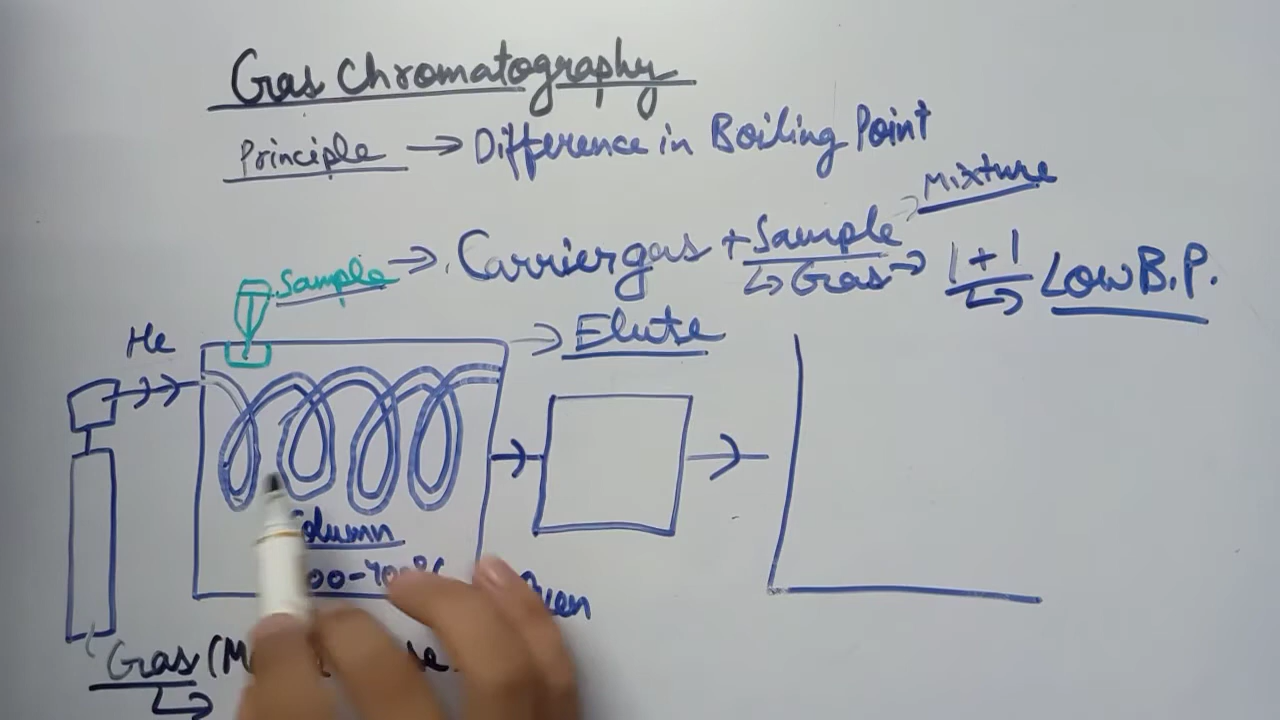 Gas Chromatography
Principle → Difference in Boiling Point
Mixture
Sample → Carrier gas + Sample
↳ Gas → 1 + 1
↳ Low B.P.
→ Elute
He
Column
Gas